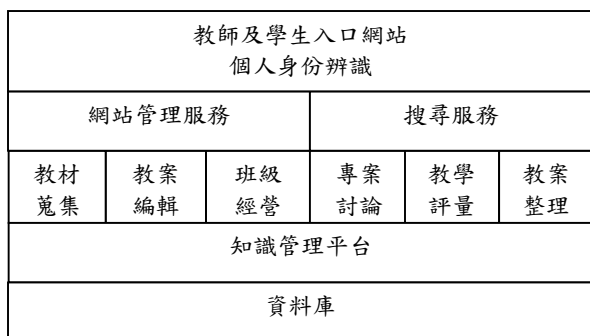 教師及學生入口網站
個人身份辨識
網站管理服務
搜尋服務
教材
蒐集
教案
編輯
班級
經營
專案
討論
教學
評量
教案
整理
知識管理平台
資料庫